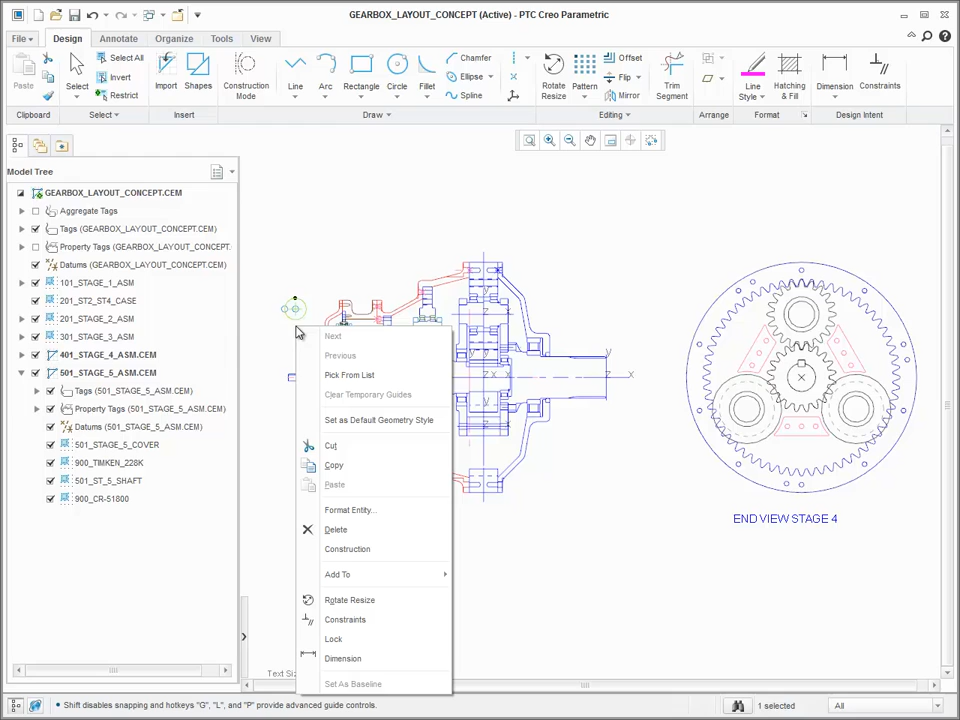 GEARBOX_LAYOUT_CONCEPT (Active) - PTC Creo Parametric
File
Design
Annotate
Organize
Tools
View
Paste
Select
Select All
Invert
Restrict
Import
Shapes
Construction
Mode
Line
Arc
Rectangle
Circle
Fillet
Chamfer
Ellipse
Spline
Rotate
Resize
Pattern
Offset
Flip
Mirror
Trim
Segment
Line
Style
Hatching
& Fill
Dimension
Constraints
Clipboard
Select
Insert
Draw
Editing
Arrange
Format
Design Intent
Model Tree
GEARBOX_LAYOUT_CONCEPT.CEM
Aggregate Tags
Tags (GEARBOX_LAYOUT_CONCEPT.CEM)
Property Tags (GEARBOX_LAYOUT_CONCEPT.
Datums (GEARBOX_LAYOUT_CONCEPT.CEM)
101_STAGE_1_ASM
201_ST2_ST4_CASE
201_STAGE_2_ASM
301_STAGE_3_ASM
401_STAGE_4_ASM.CEM
501_STAGE_5_ASM.CEM
Tags (501_STAGE_5_ASM.CEM)
Property Tags (501_STAGE_5_ASM.CEM)
Datums (501_STAGE_5_ASM.CEM)
501_STAGE_5_COVER
900_TIMKEN_228K
501_ST_5_SHAFT
900_CR-51800
Next
Previous
Pick From List
Clear Temporary Guides
Set as Default Geometry Style
Cut
Copy
Paste
Format Entity...
Delete
Construction
Add To
Rotate Resize
Constraints
Lock
Dimension
Set As Baseline
y
Z
X
Z
X
X
y
y
Z
X
END VIEW STAGE 4
Text Siz
• Shift disables snapping and hotkeys "G", "L", and "P" provide advanced guide controls.
1 selected
All